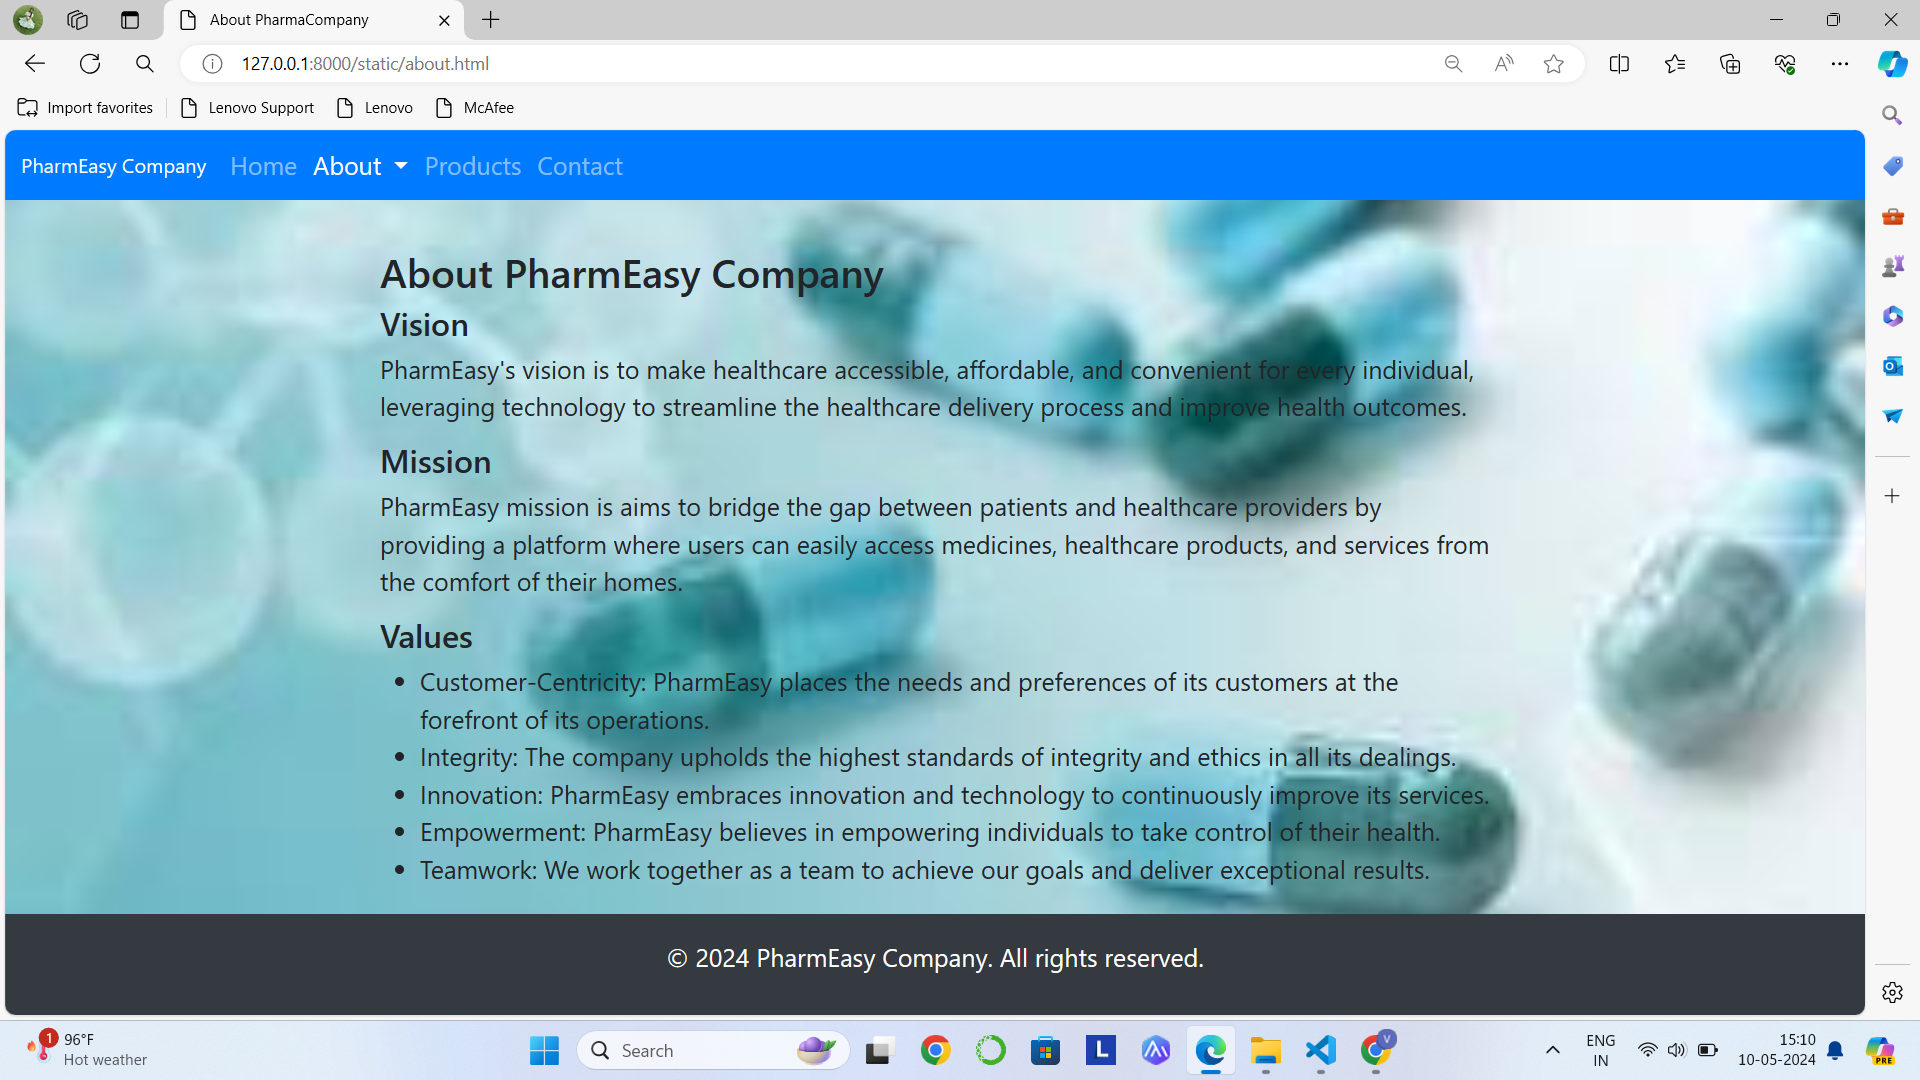 About PharmaCompany
127.0.0.1:8000/static/about.html
Import favorites
Lenovo Support
Lenovo
McAfee
PharmEasy Company Home About Products Contact
About PharmEasy Company
Vision
PharmEasy's vision is to make healthcare accessible, affordable, and convenient for every individual,
leveraging technology to streamline the healthcare delivery process and improve health outcomes.
Mission
PharmEasy mission is aims to bridge the gap between patients and healthcare providers by
providing a platform where users can easily access medicines, healthcare products, and services from
the comfort of their homes.
Values
Customer-Centricity: PharmEasy places the needs and preferences of its customers at the
forefront of its operations.
Integrity: The company upholds the highest standards of integrity and ethics in all its dealings.
Innovation: PharmEasy embraces innovation and technology to continuously improve its services.
Empowerment: PharmEasy believes in empowering individuals to take control of their health.
Teamwork: We work together as a team to achieve our goals and deliver exceptional results.
© 2024 PharmEasy Company. All rights reserved.
1
96°F
Hot weather
Search
L
V
ENG
IN
15:10
10-05-2024
PRE